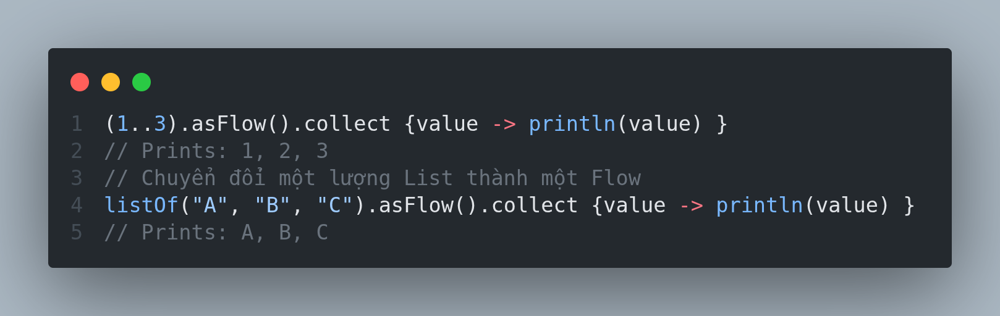 1 (1..3).asFlow().collect {value -> println(value) }
2 // Prints: 1, 2, 3
3 // Chuyển đổi một lượng List thành một Flow
4 listOf("A", "B", "C").asFlow().collect {value -> println(value) }
5 // Prints: A, B, C